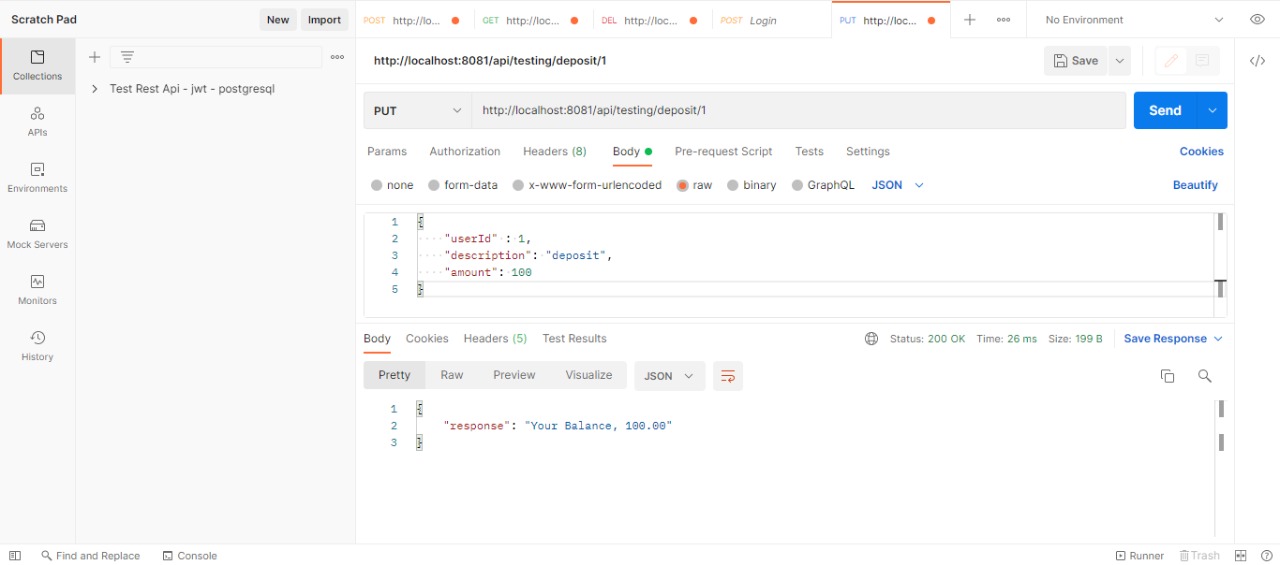 Scratch Pad
New
Import
POST http://lo...
GET http://loc...
DEL http://loc...
POST Login
PUT http://loc...
No Environment
Collections
Test Rest Api - jwt - postgresql
APIs
Environments
Mock Servers
Monitors
History
http://localhost:8081/api/testing/deposit/1
Save
PUT
http://localhost:8081/api/testing/deposit/1
Send
Params
Authorization
Headers (8)
Body
Pre-request Script
Tests
Settings
Cookies
none
form-data
x-www-form-urlencoded
raw
binary
GraphQL
JSON
Beautify
1 {
2 "userId" : 1,
3 "description": "deposit",
4 "amount": 100
5 }
Body
Cookies
Headers (5)
Test Results
Status: 200 OK
Time: 26 ms
Size: 199 B
Save Response
Pretty
Raw
Preview
Visualize
JSON
1 {
2 "response": "Your Balance, 100.00"
3 }
Find and Replace
Console
Runner
Trash